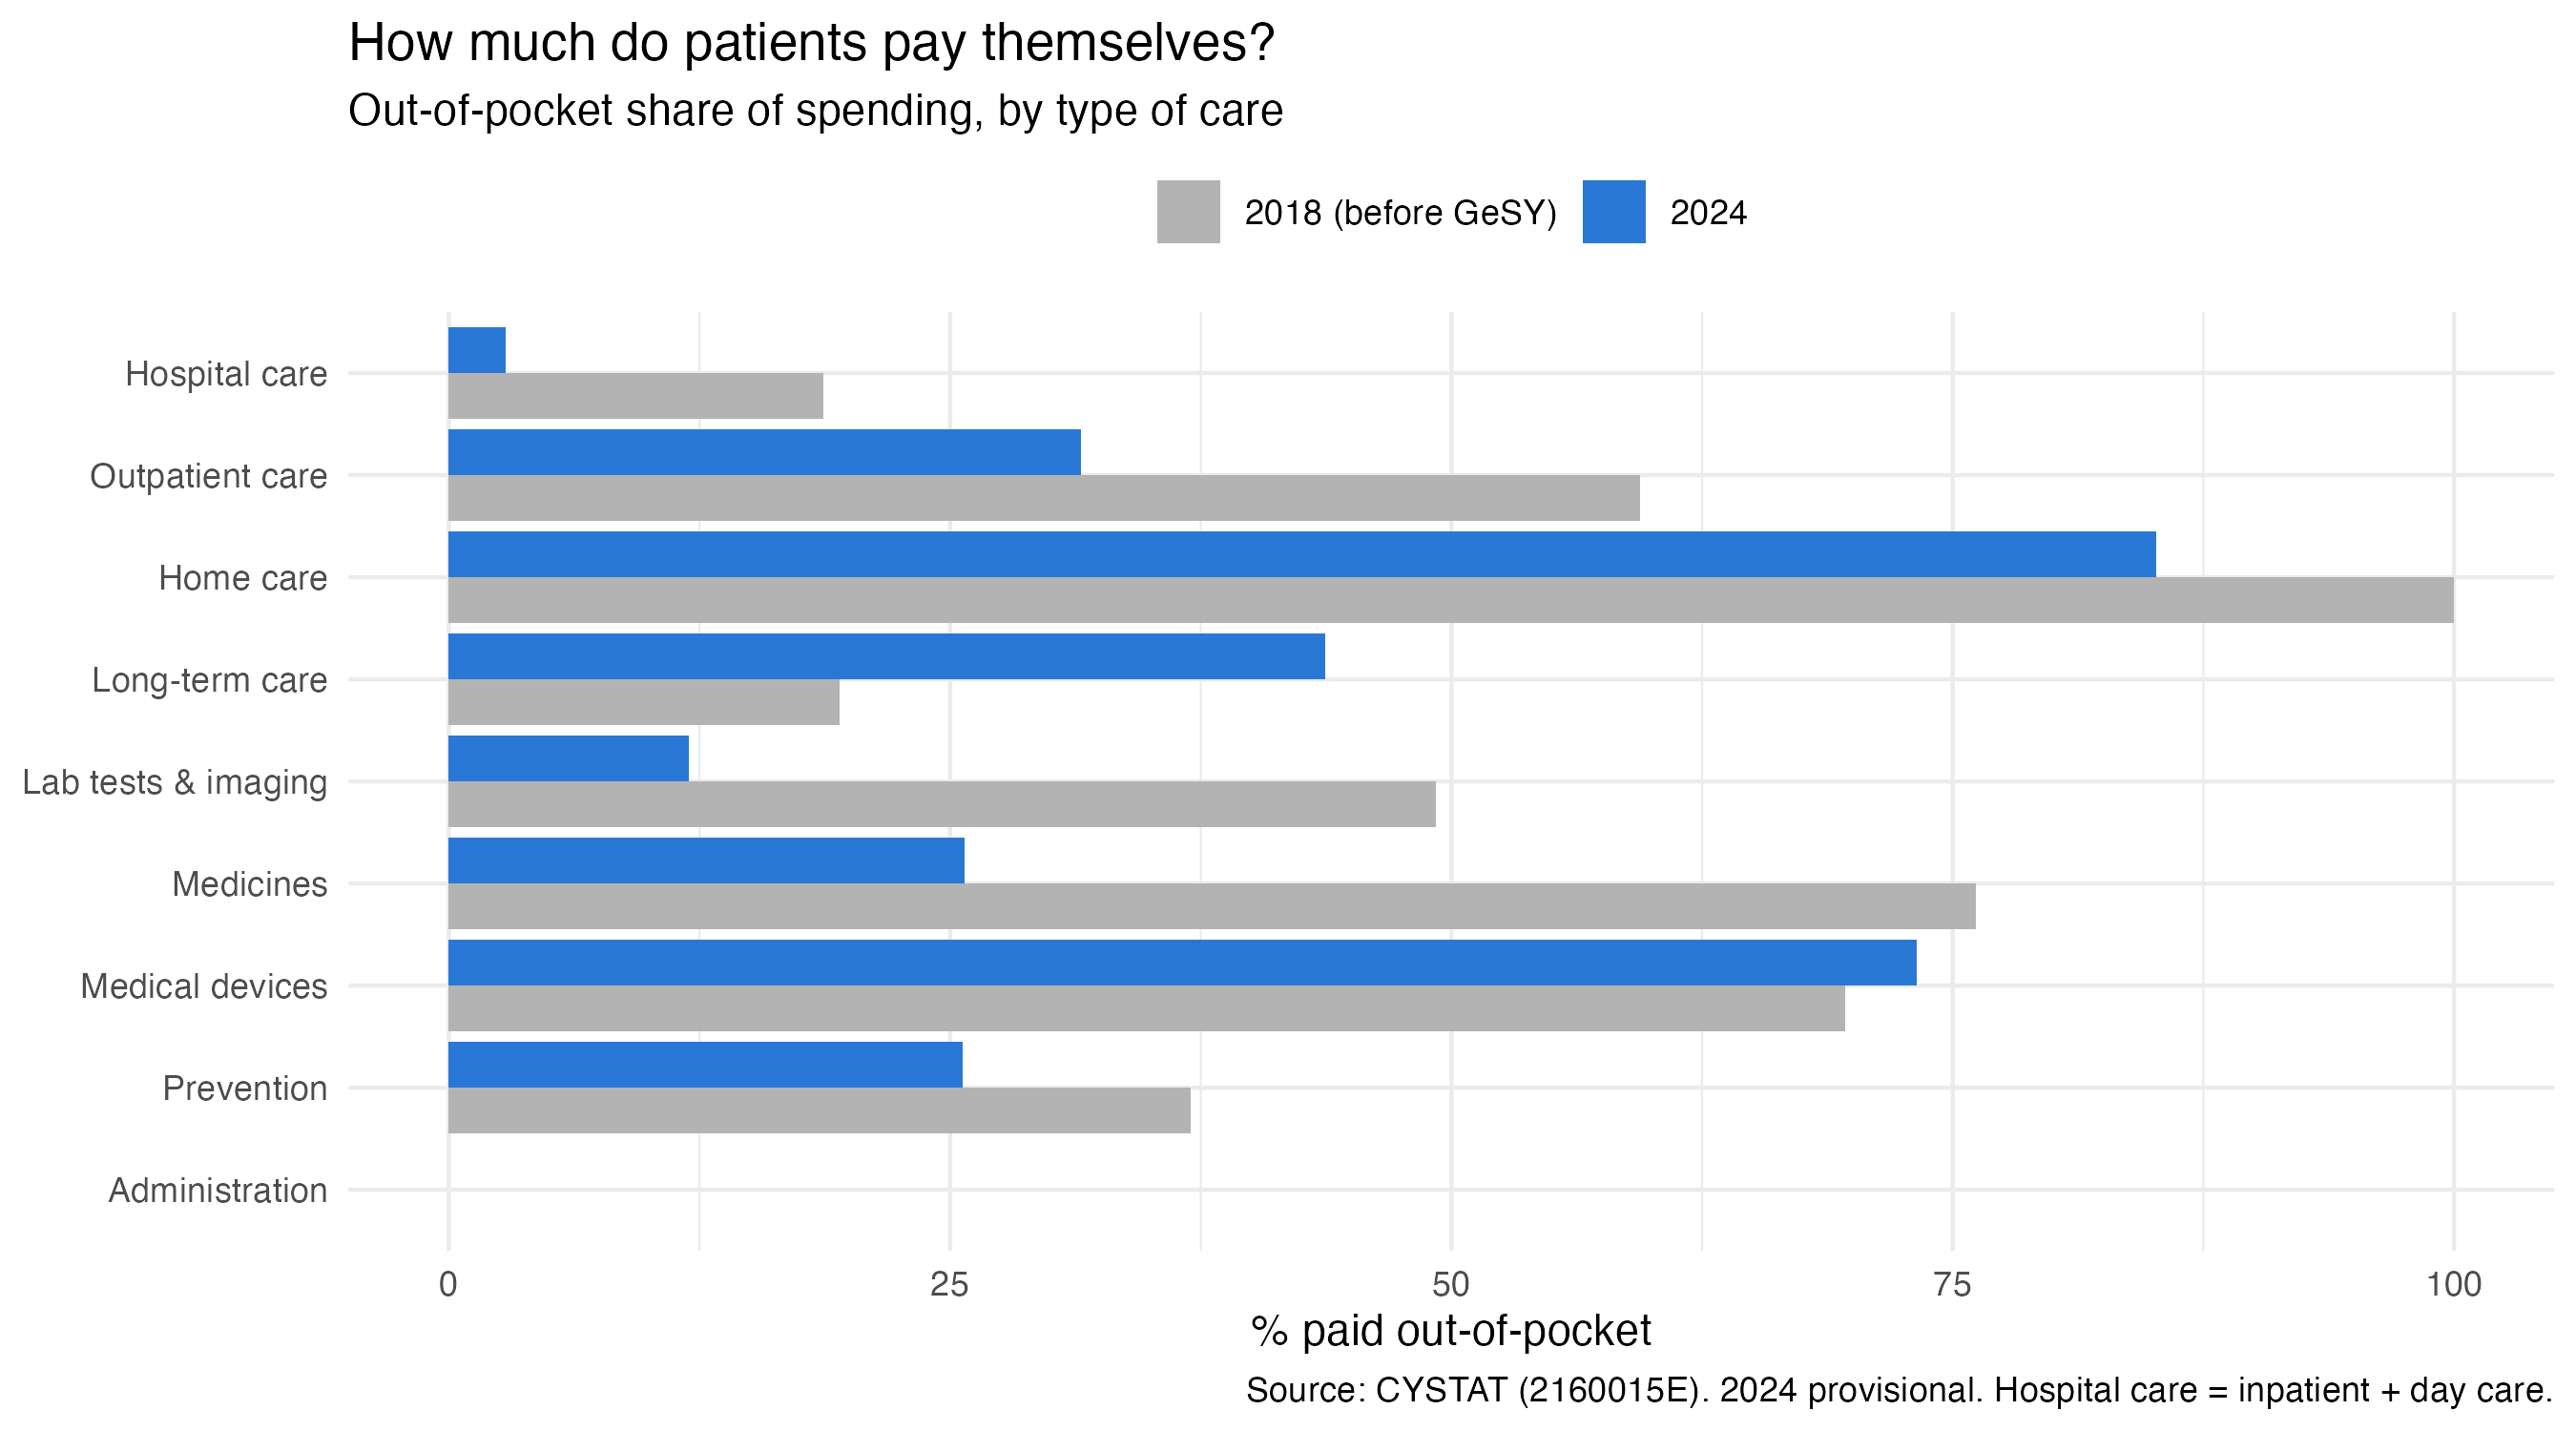 How much do patients pay themselves?
Out-of-pocket share of spending, by type of care
2018 (before GeSY) 2024
Hospital care
Outpatient care
Home care
Long-term care
Lab tests & imaging
Medicines
Medical devices
Prevention
Administration
0 25 50 75 100
% paid out-of-pocket
Source: CYSTAT (2160015E). 2024 provisional. Hospital care = inpatient + day care.